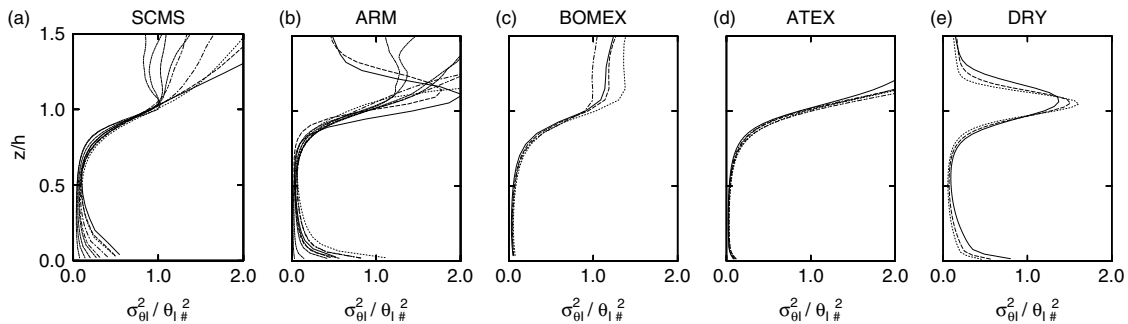 (a) SCMS (b) ARM (c) BOMEX (d) ATEX (e) DRY
1.5
1.0
z/h
0.5
0.0
0.0 1.0 2.0 0.0 1.0 2.0 0.0 1.0 2.0 0.0 1.0 2.0 0.0 1.0 2.0
σ²θl / θl #² σ²θl / θl #² σ²θl / θl #² σ²θl / θl #² σ²θl / θl #²